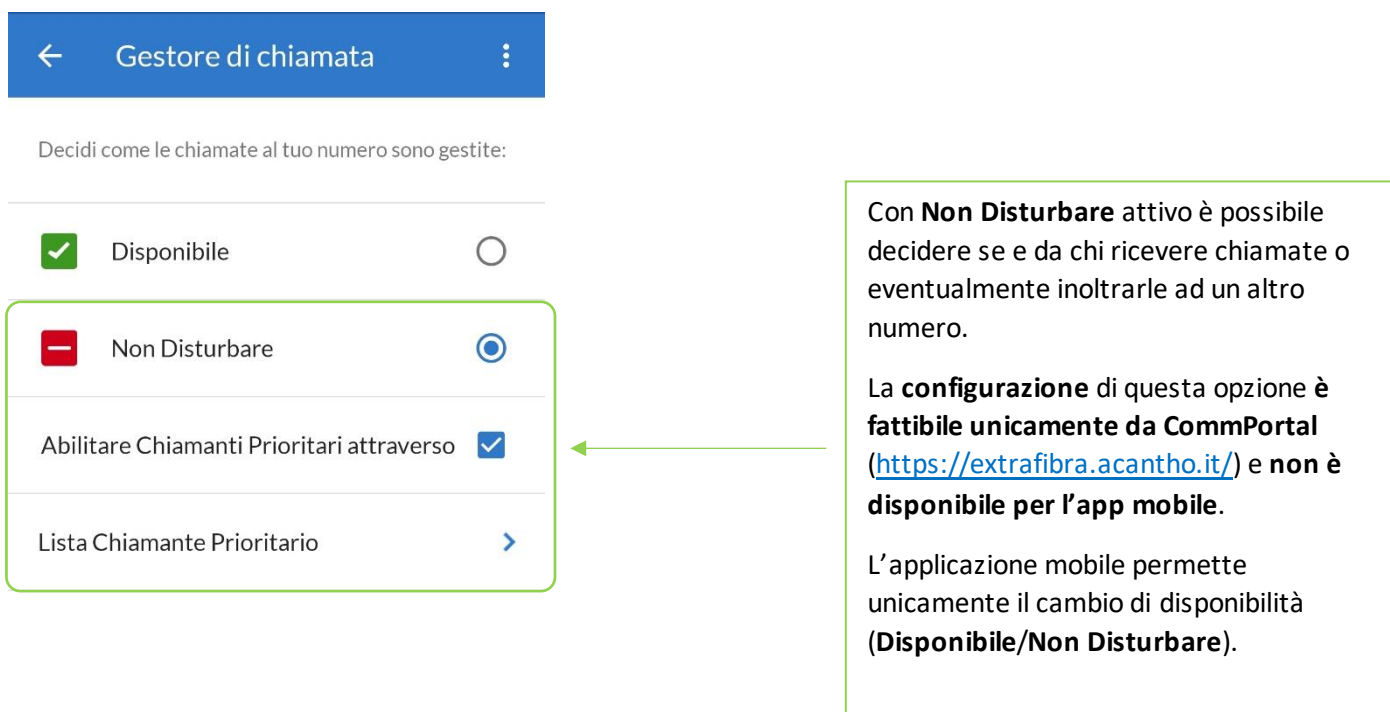 Gestore di chiamata
Decidi come le chiamate al tuo numero sono gestite:
Disponibile
Non Disturbare
Abilitare Chiamanti Prioritari attraverso
Lista Chiamante Prioritario
Con Non Disturbare attivo è possibile
decidere se e da chi ricevere chiamate o
eventualmente inoltrarle ad un altro
numero.
La configurazione di questa opzione è
fattibile unicamente da CommPortal
(https://extrafibra.acantho.it/) e non è
disponibile per l’app mobile.
L’applicazione mobile permette
unicamente il cambio di disponibilità
(Disponibile/Non Disturbare).